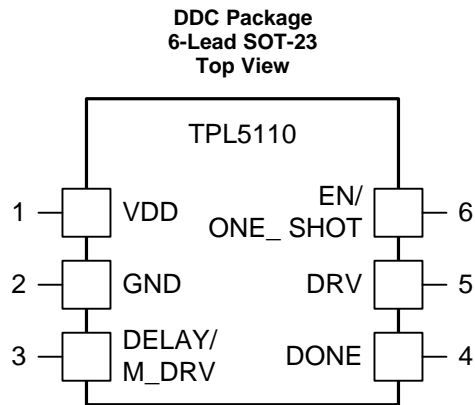 DDC Package
6-Lead SOT-23
Top View
TPL5110
1
VDD
EN/
ONE_ SHOT
6
2
GND
DRV
5
3
DELAY/
M_DRV
DONE
4